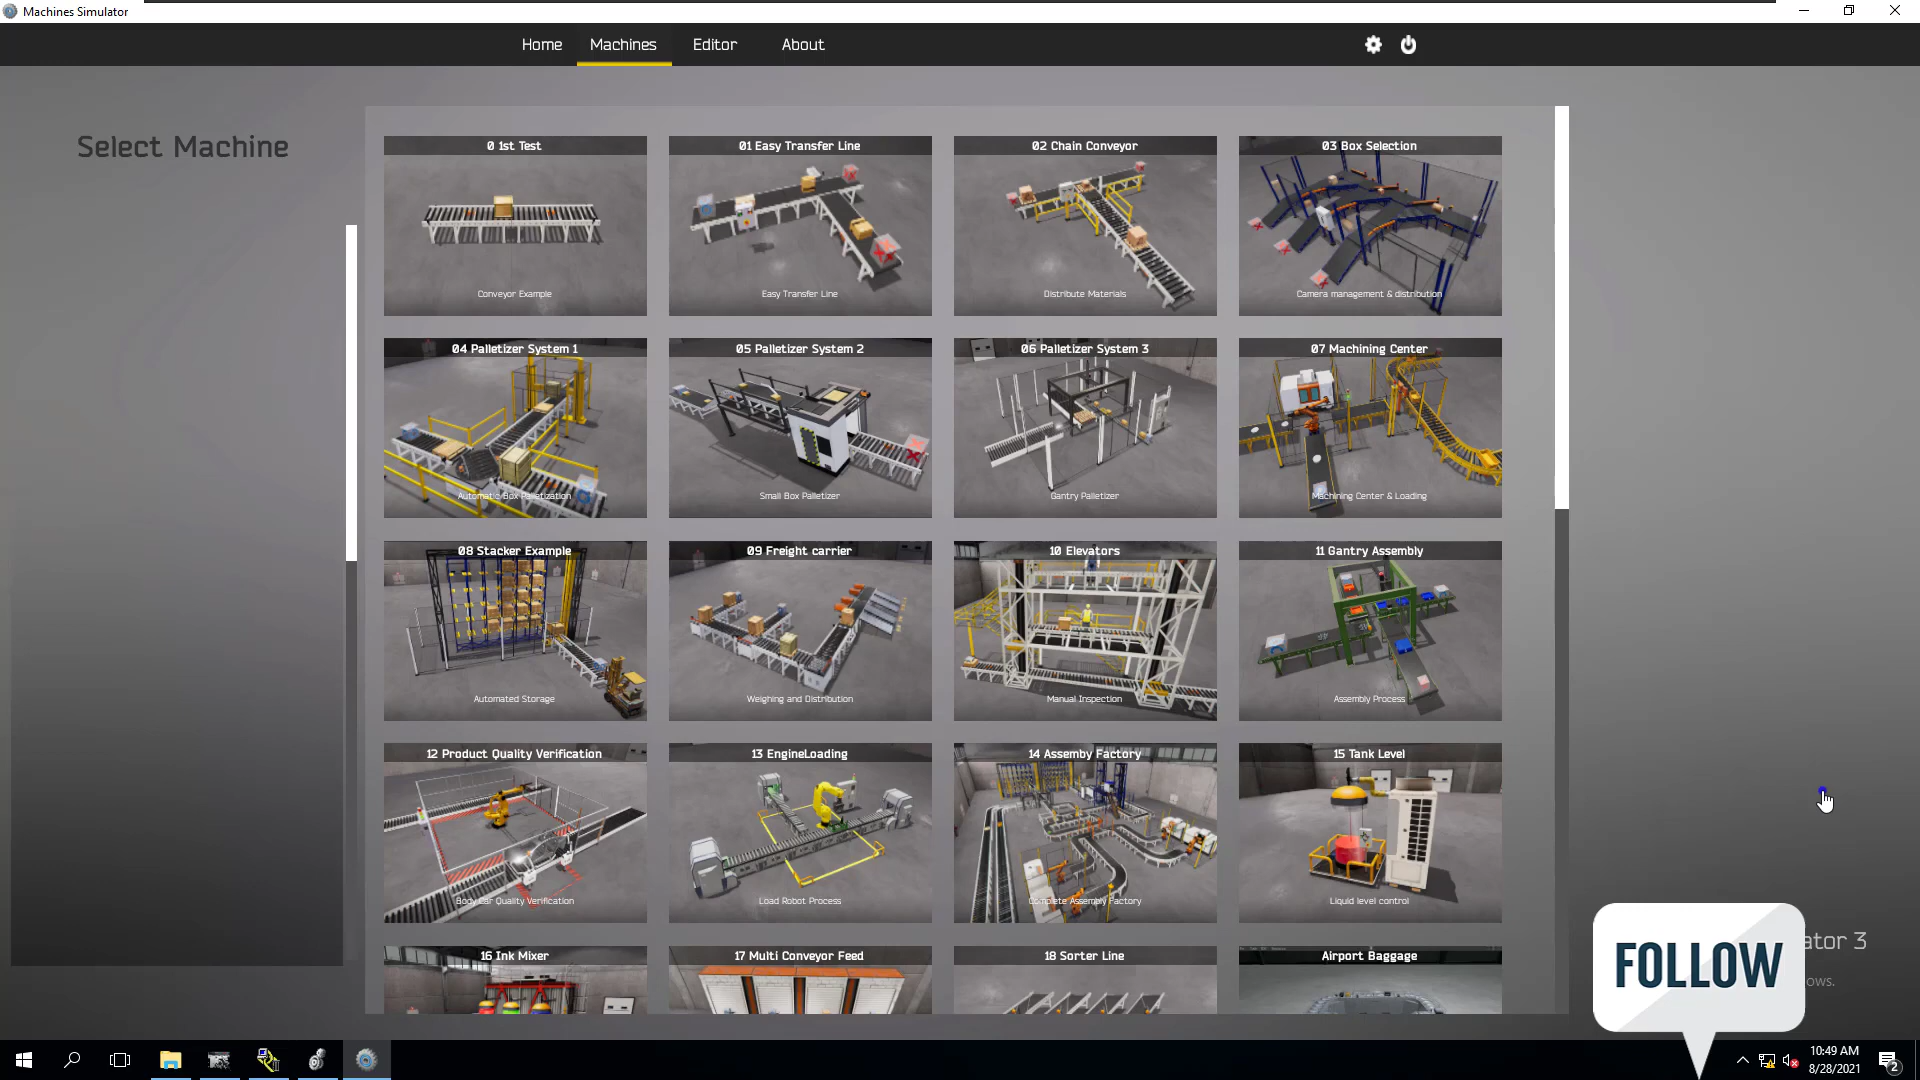 Machines Simulator
Home Machines Editor About
Select Machine
0 1st Test
Conveyor Example
01 Easy Transfer Line
Easy Transfer Line
02 Chain Conveyor
Distribute Materials
03 Box Selection
Camera management & distribution
04 Palletizer System 1
Automatic Box Palletization
05 Palletizer System 2
Small Box Palletizer
06 Palletizer System 3
Gantry Palletizer
07 Machining Center
Machining Center & Loading
08 Stacker Example
Automated Storage
09 Freight carrier
Weighing and Distribution
10 Elevators
Manual Inspection
11 Gantry Assembly
Assembly Process
12 Product Quality Verification
Body Car Quality Verification
13 EngineLoading
Load Robot Process
14 Assemby Factory
Complete Assembly Factory
15 Tank Level
Liquid level control
16 Ink Mixer
17 Multi Conveyor Feed
18 Sorter Line
Airport Baggage
ator 3
ows.
FOLLOW
10:49 AM
8/28/2021
2